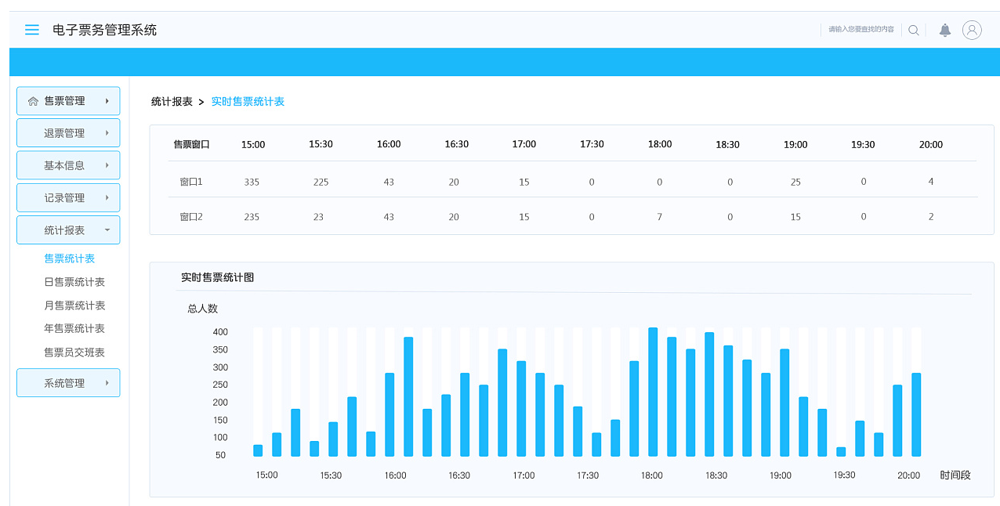 电子票务管理系统
请输入您要查找的内容
售票管理
退票管理
基本信息
记录管理
统计报表
售票统计表
日售票统计表
月售票统计表
年售票统计表
售票员交班表
系统管理
统计报表 > 实时售票统计表
售票窗口 15:00 15:30 16:00 16:30 17:00 17:30 18:00 18:30 19:00 19:30 20:00
窗口1 335 225 43 20 15 0 0 0 25 0 4
窗口2 235 23 43 20 15 0 7 0 15 0 2
实时售票统计图
总人数
400
350
300
250
200
150
100
50
15:00 15:30 16:00 16:30 17:00 17:30 18:00 18:30 19:00 19:30 20:00 时间段